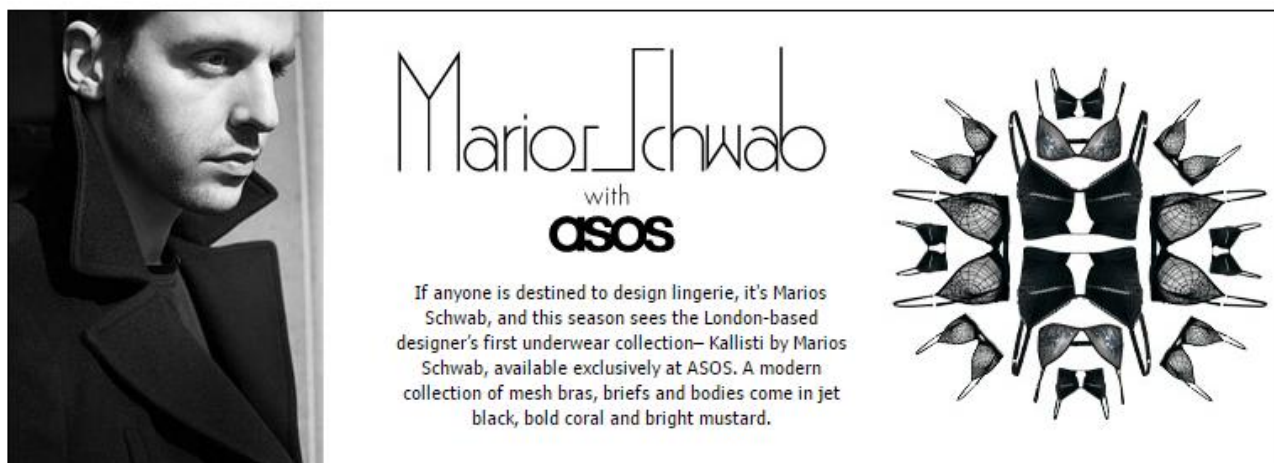 Marios Schwab
with
asos
If anyone is destined to design lingerie, it's Marios
Schwab, and this season sees the London-based
designer's first underwear collection– Kallisti by Marios
Schwab, available exclusively at ASOS. A modern
collection of mesh bras, briefs and bodies come in jet
black, bold coral and bright mustard.